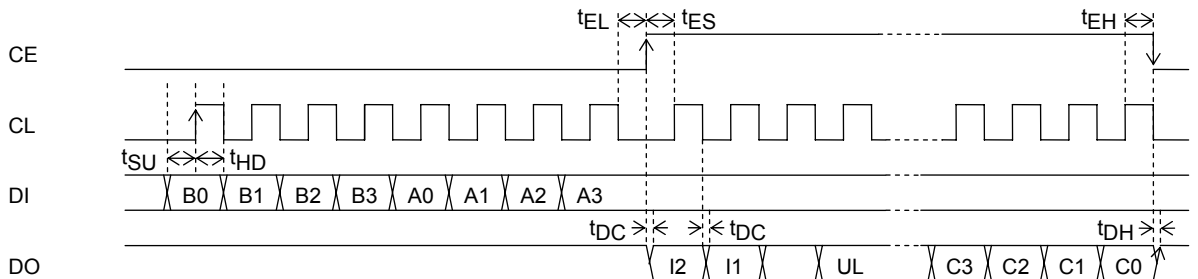 tEL tES tEH
CE
CL
tSU tHD
DI B0 B1 B2 B3 A0 A1 A2 A3
tDC tDC tDH
DO I2 I1 UL C3 C2 C1 C0